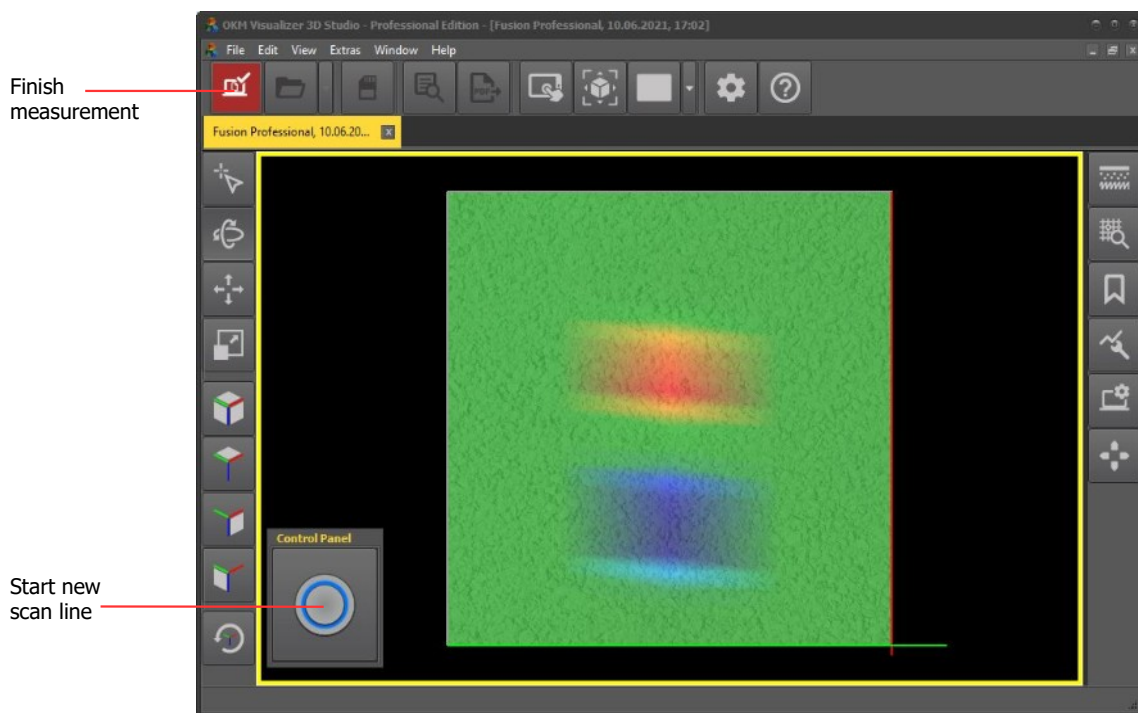 OKM Visualizer 3D Studio - Professional Edition - [Fusion Professional, 10.06.2021, 17:02]
File Edit View Extras Window Help
Finish
measurement
PDF
Fusion Professional, 10.06.20...
Control Panel
Start new
scan line